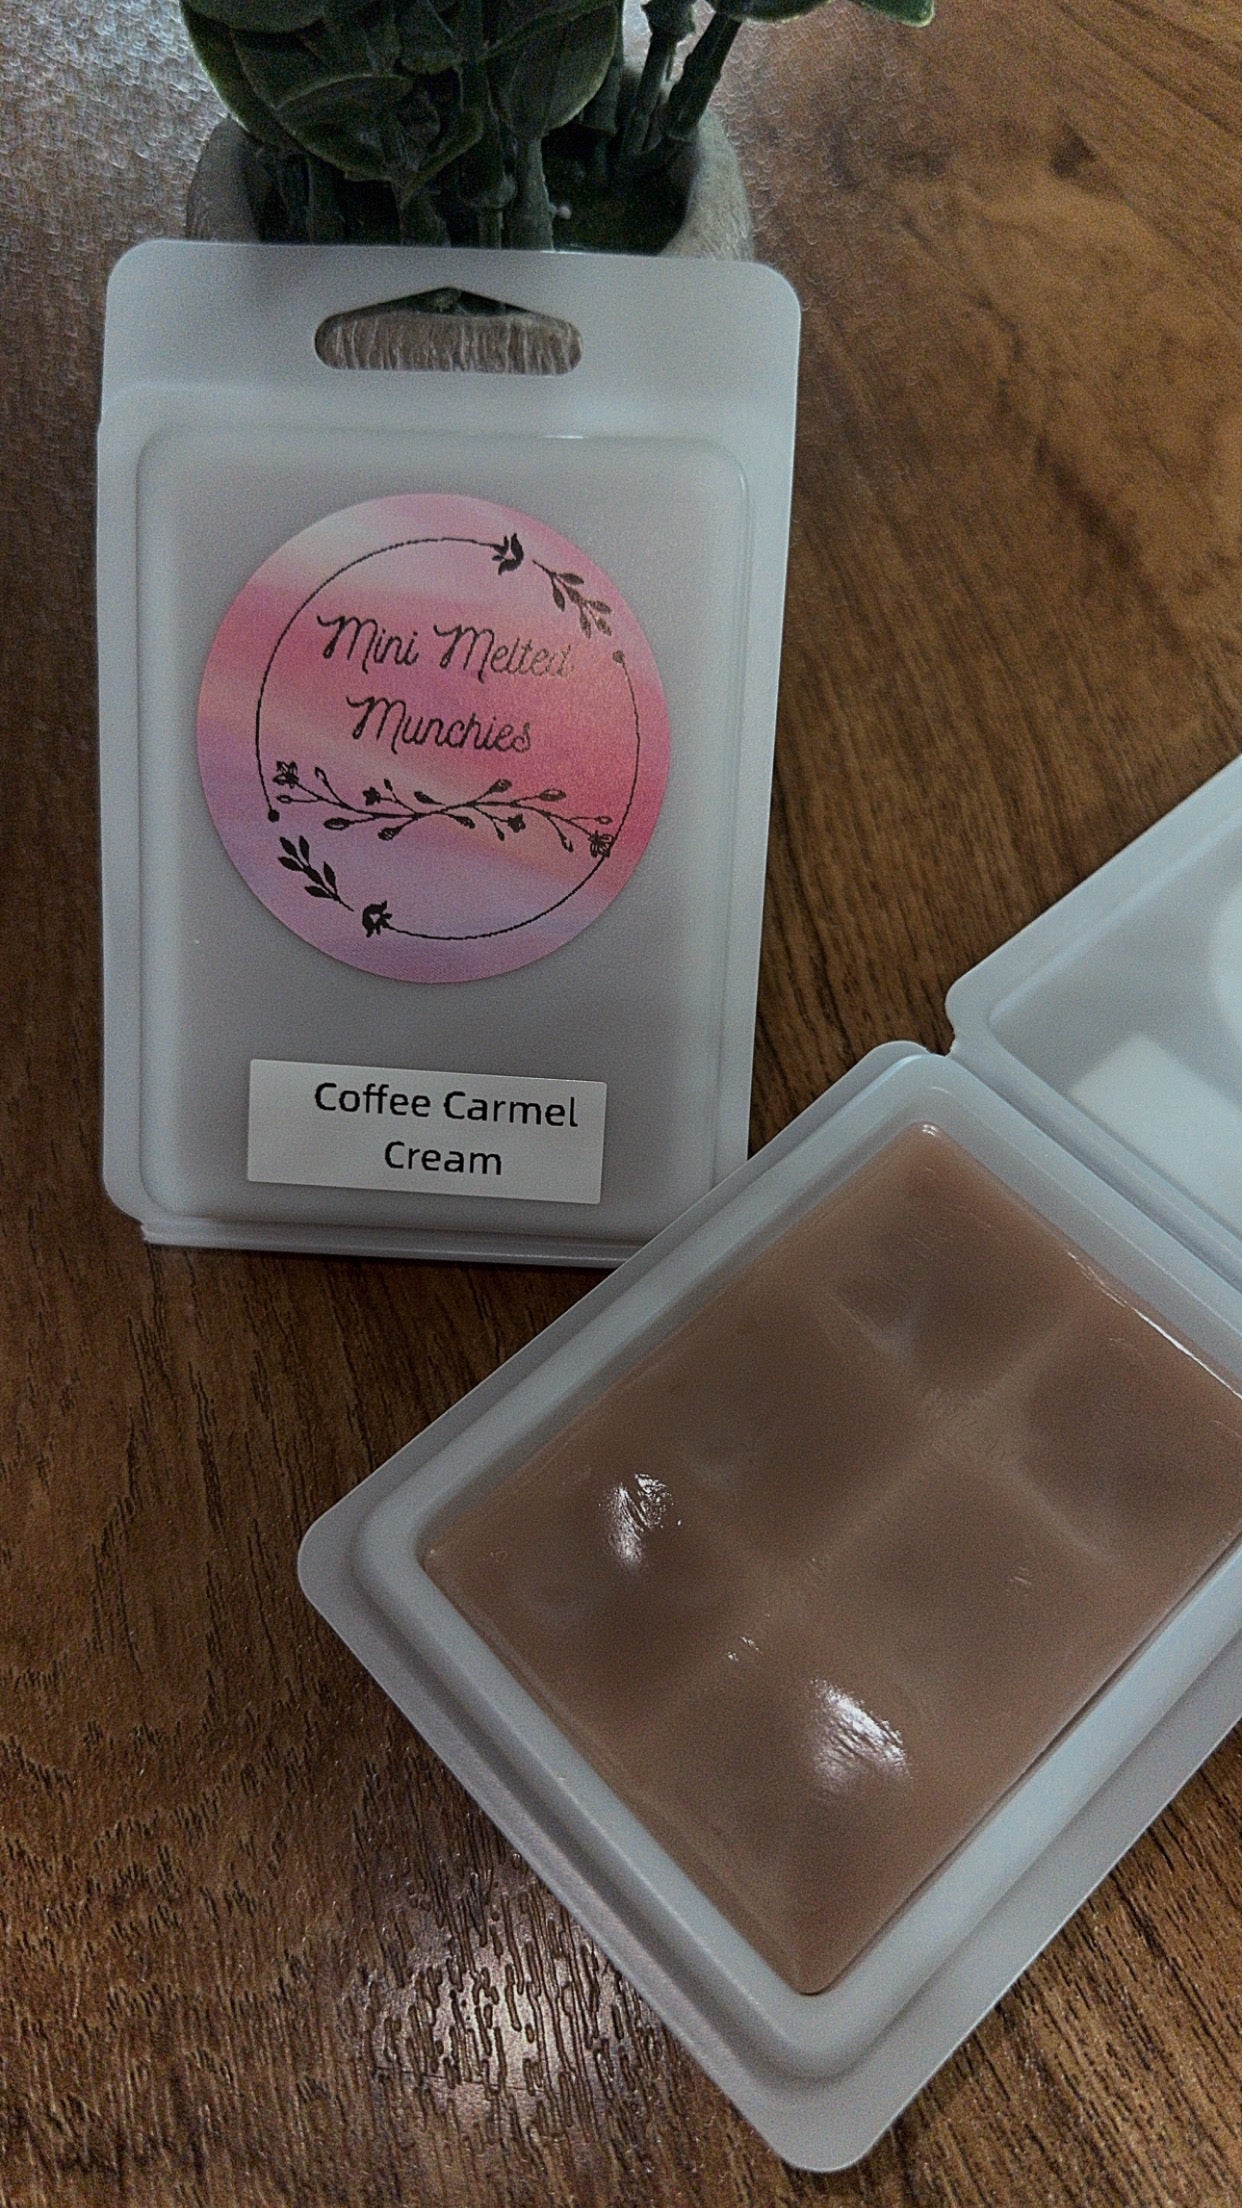 Mini Melted
Munchies
Coffee Carmel
Cream